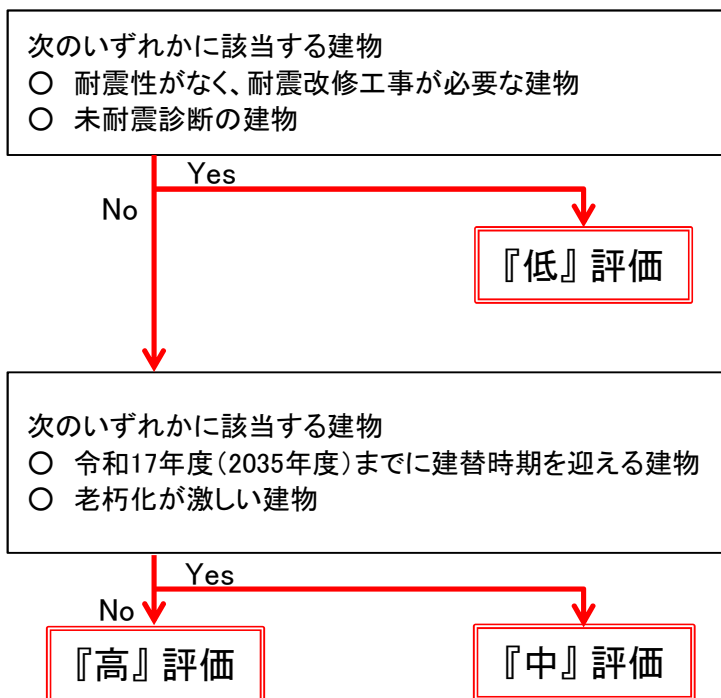 次のいずれかに該当する建物
○ 耐震性がなく、耐震改修工事が必要な建物
○ 未耐震診断の建物
Yes
No
『低』評価
次のいずれかに該当する建物
○ 令和17年度(2035年度)までに建替時期を迎える建物
○ 老朽化が激しい建物
Yes
No
『高』評価
『中』評価